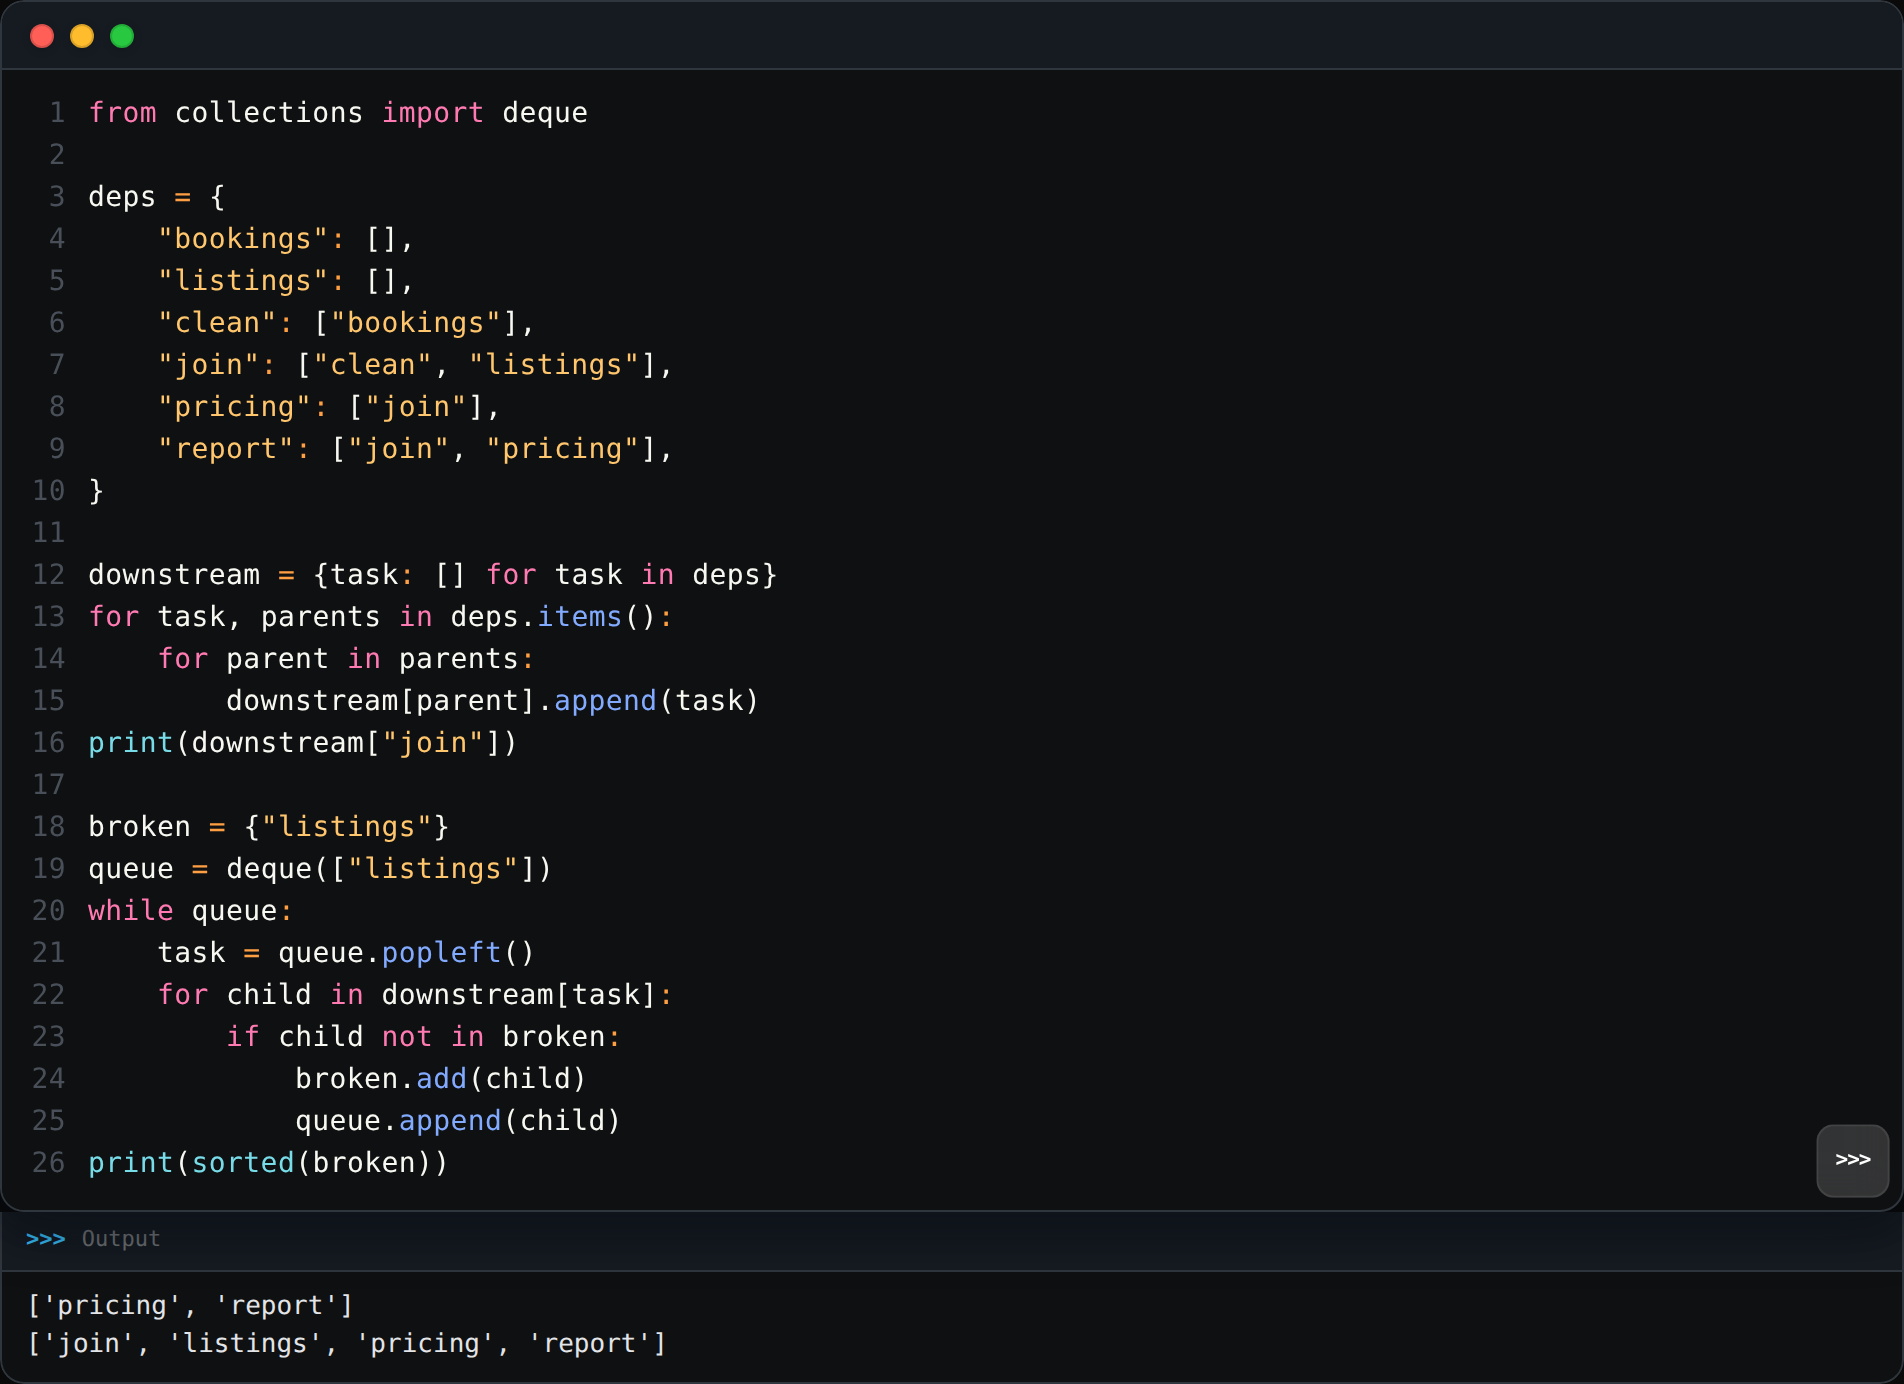 1 from collections import deque
2
3 deps = {
4     "bookings": [],
5     "listings": [],
6     "clean": ["bookings"],
7     "join": ["clean", "listings"],
8     "pricing": ["join"],
9     "report": ["join", "pricing"],
10 }
11
12 downstream = {task: [] for task in deps}
13 for task, parents in deps.items():
14     for parent in parents:
15         downstream[parent].append(task)
16 print(downstream["join"])
17
18 broken = {"listings"}
19 queue = deque(["listings"])
20 while queue:
21     task = queue.popleft()
22     for child in downstream[task]:
23         if child not in broken:
24             broken.add(child)
25             queue.append(child)
26 print(sorted(broken))
>>>
>>> Output
['pricing', 'report']
['join', 'listings', 'pricing', 'report']